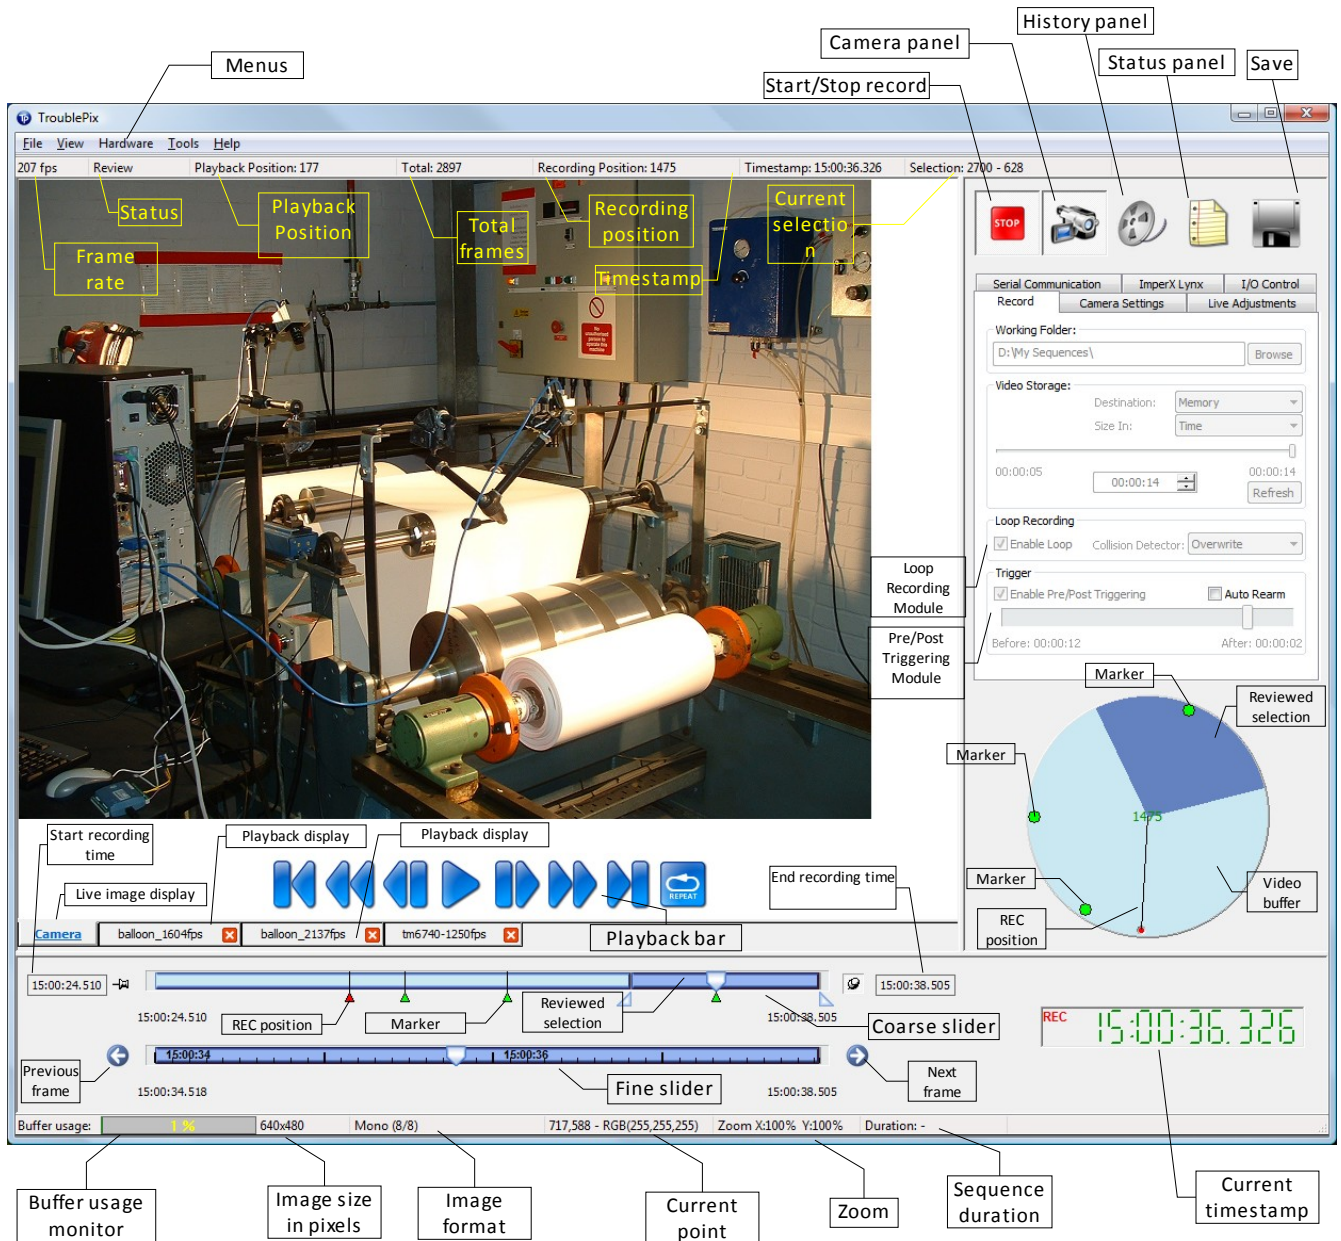 History panel
Camera panel
Menus
Status panel
Save
Start/Stop record
TroublePix
File View Hardware Tools Help
207 fps Review Playback Position: 177 Total: 2897 Recording Position: 1475 Timestamp: 15:00:36.326 Selection: 2700 - 628
Status
Playback
Position
Total
frames
Recording
position
Current
selectio
n
Frame
rate
Timestamp
STOP
Serial Communication ImperX Lynx I/O Control
Record Camera Settings Live Adjustments
Working Folder:
D:\My Sequences\ Browse
Video Storage:
Destination: Memory
Size In: Time
00:00:05 00:00:14 00:00:14
Refresh
Loop Recording
Enable Loop Collision Detector: Overwrite
Loop
Recording
Module
Trigger
Enable Pre/Post Triggering Auto Rearm
Before: 00:00:12 After: 00:00:02
Pre/Post
Triggering
Module
Marker
Reviewed
selection
Marker
1475
Marker
Video
buffer
REC
position
Start recording
time
Playback display
Playback display
End recording time
Live image display
REPEAT
Camera balloon_1604fps balloon_2137fps tm6740-1250fps
Playback bar
15:00:24.510 15:00:38.505
15:00:24.510 15:00:38.505
REC position
Marker
Reviewed
selection
Coarse slider
REC 15:00:36.326
15:00:34 15:00:36
Previous
frame
15:00:34.518 15:00:38.505
Fine slider
Next
frame
Buffer usage: 1 % 640x480 Mono (8/8) 717,588 - RGB(255,255,255) Zoom X:100% Y:100% Duration: -
Buffer usage
monitor
Image size
in pixels
Image
format
Current
point
Zoom
Sequence
duration
Current
timestamp